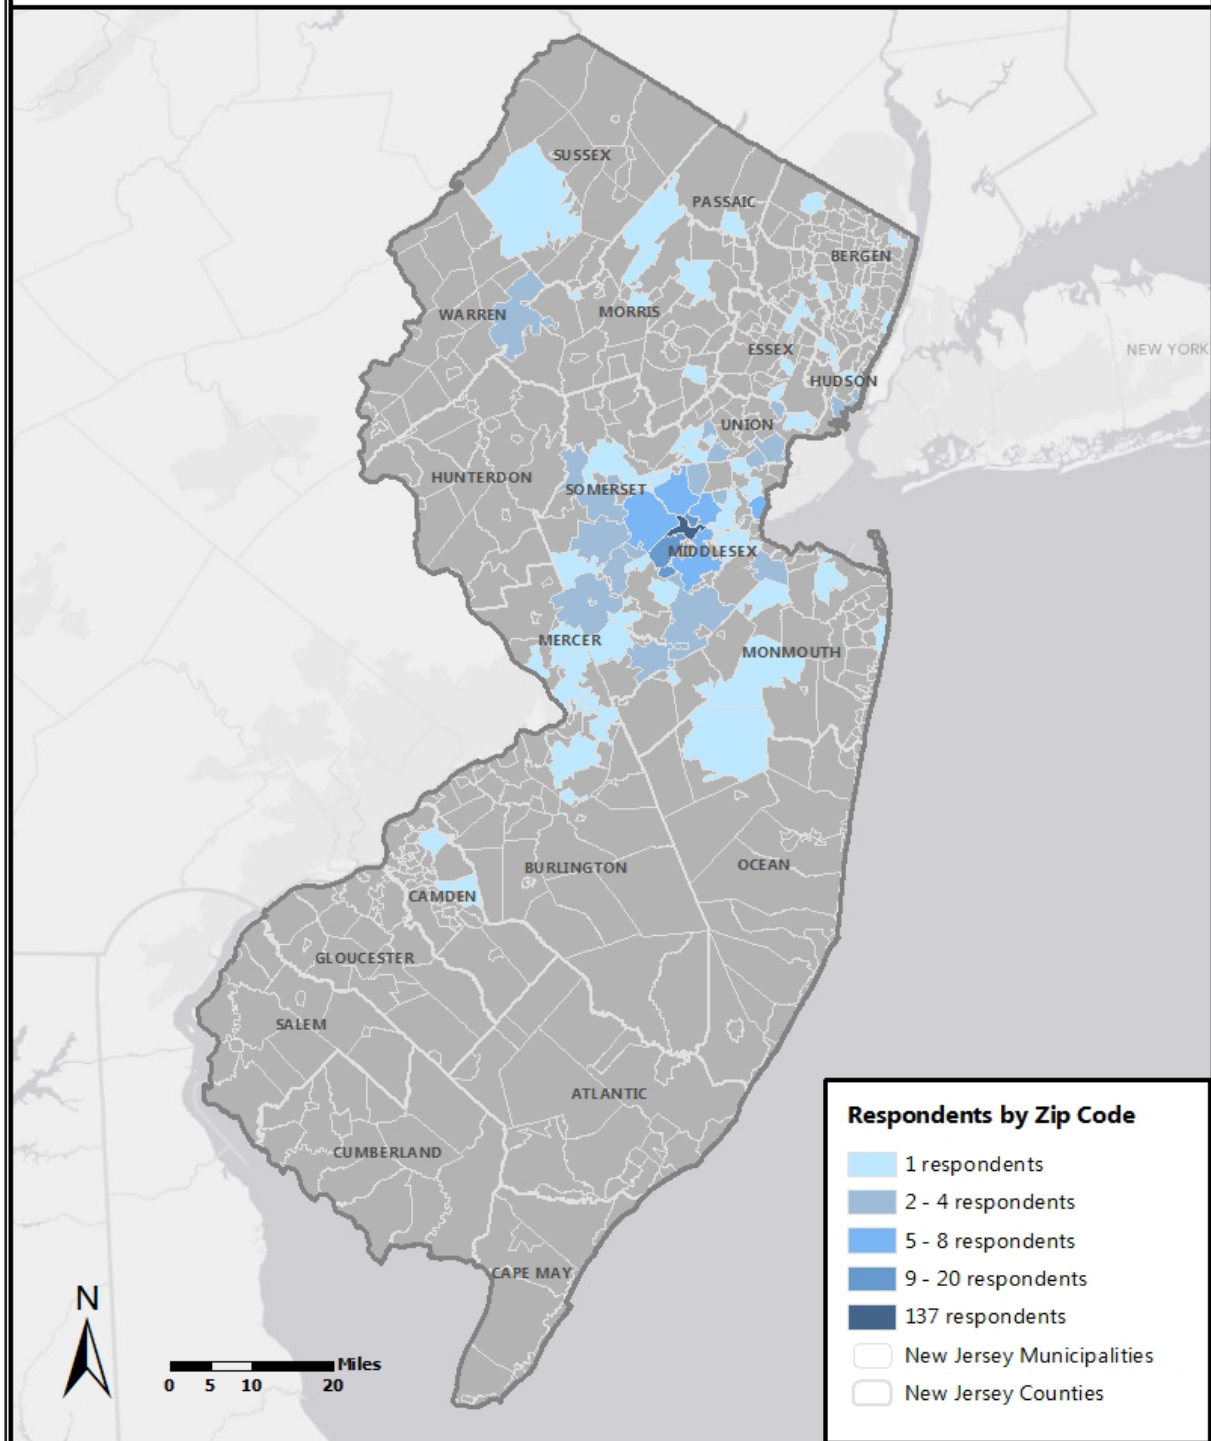 SUSSEX
PASSAIC
BERGEN
WARREN
MORRIS
ESSEX
NEW YORK
HUDSON
UNION
HUNTERDON
SOMERSET
MIDDLESEX
MERCER
MONMOUTH
BURLINGTON
OCEAN
CAMDEN
GLOUCESTER
SALEM
ATLANTIC
CUMBERLAND
CAPE MAY
Respondents by Zip Code
1 respondents
2 - 4 respondents
5 - 8 respondents
9 - 20 respondents
137 respondents
New Jersey Municipalities
New Jersey Counties
N
Miles
0 5 10 20